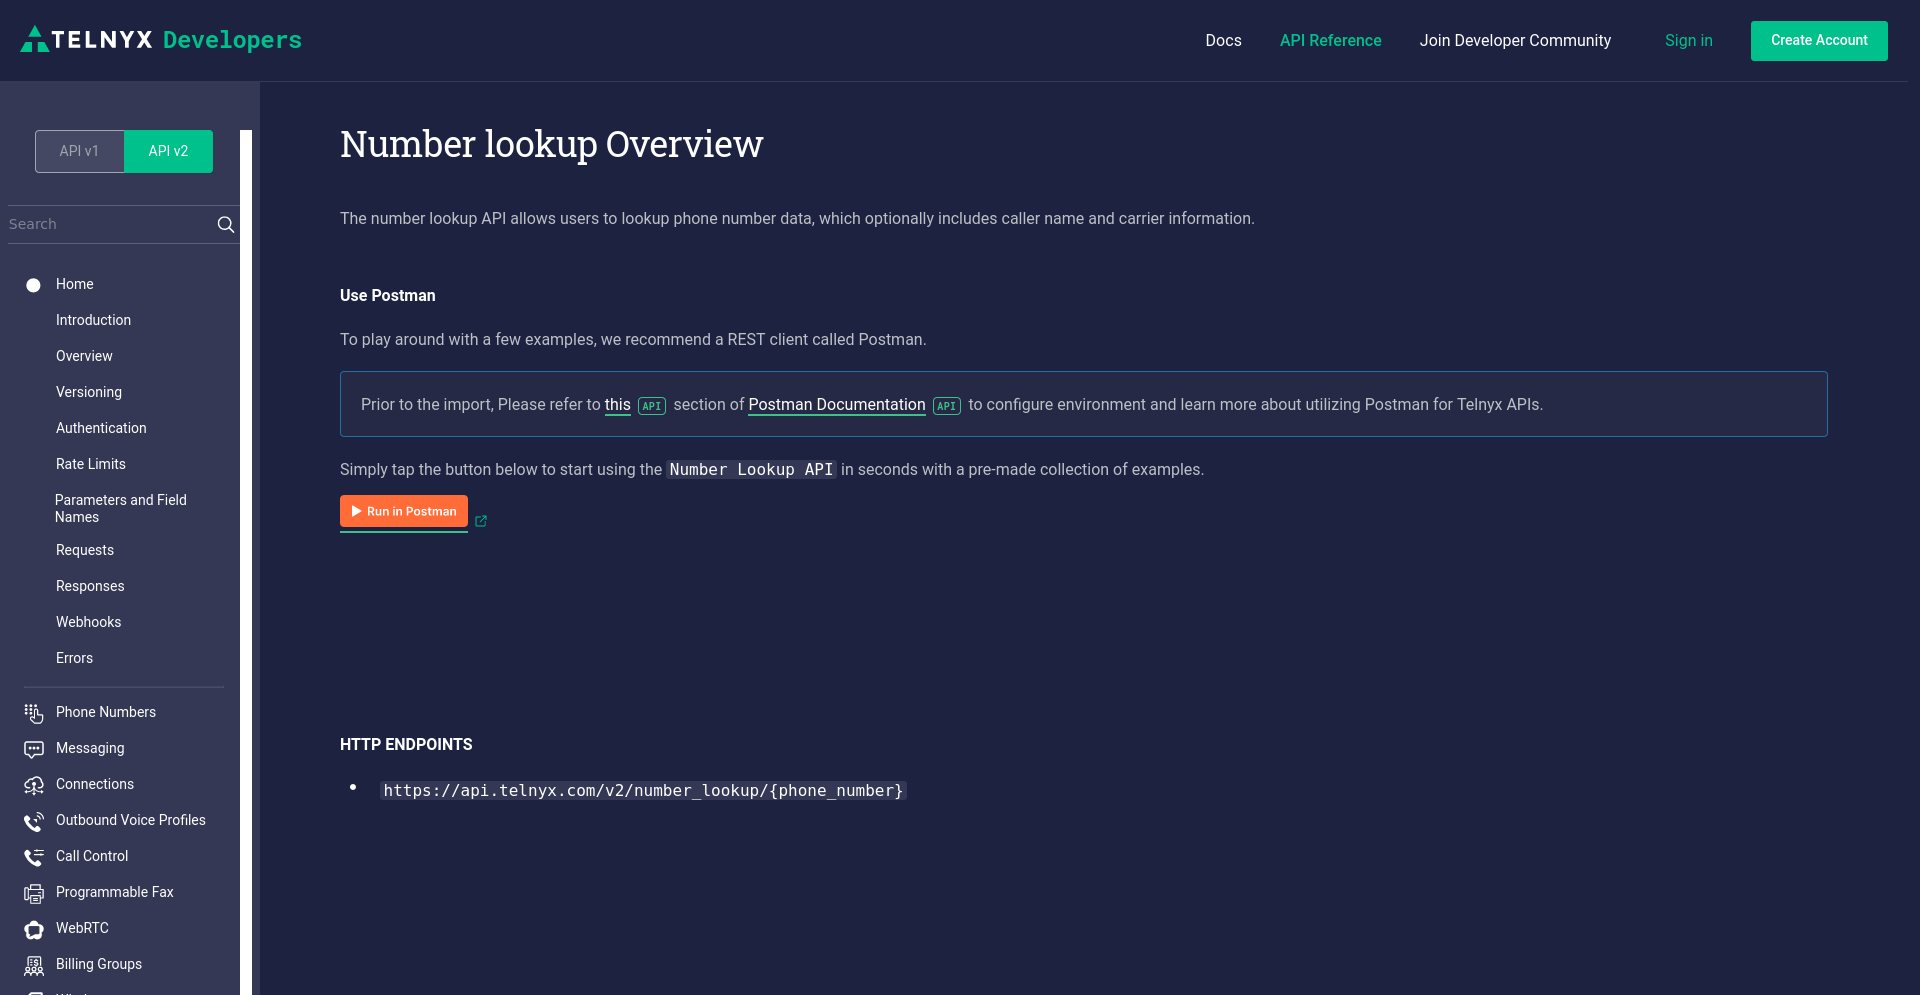 TELNYX Developers
Docs
API Reference
Join Developer Community
Sign in
Create Account
API v1
API v2
Search
Home
Introduction
Overview
Versioning
Authentication
Rate Limits
Parameters and Field
Names
Requests
Responses
Webhooks
Errors
Phone Numbers
Messaging
Connections
Outbound Voice Profiles
Call Control
Programmable Fax
WebRTC
Billing Groups
Number lookup Overview
The number lookup API allows users to lookup phone number data, which optionally includes caller name and carrier information.
Use Postman
To play around with a few examples, we recommend a REST client called Postman.
Prior to the import, Please refer to this API section of Postman Documentation API to configure environment and learn more about utilizing Postman for Telnyx APIs.
Simply tap the button below to start using the Number Lookup API in seconds with a pre-made collection of examples.
Run in Postman
HTTP ENDPOINTS
https://api.telnyx.com/v2/number_lookup/{phone_number}